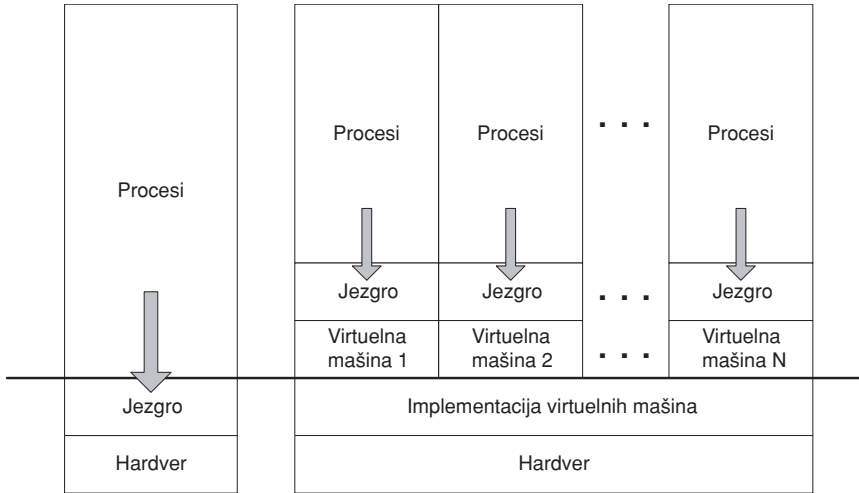 Procesi
Jezgro
Hardver
Procesi
Procesi
. . .
Procesi
Jezgro
Jezgro
. . .
Jezgro
Virtuelna
mašina 1
Virtuelna
mašina 2
. . .
Virtuelna
mašina N
Implementacija virtuelnih mašina
Hardver